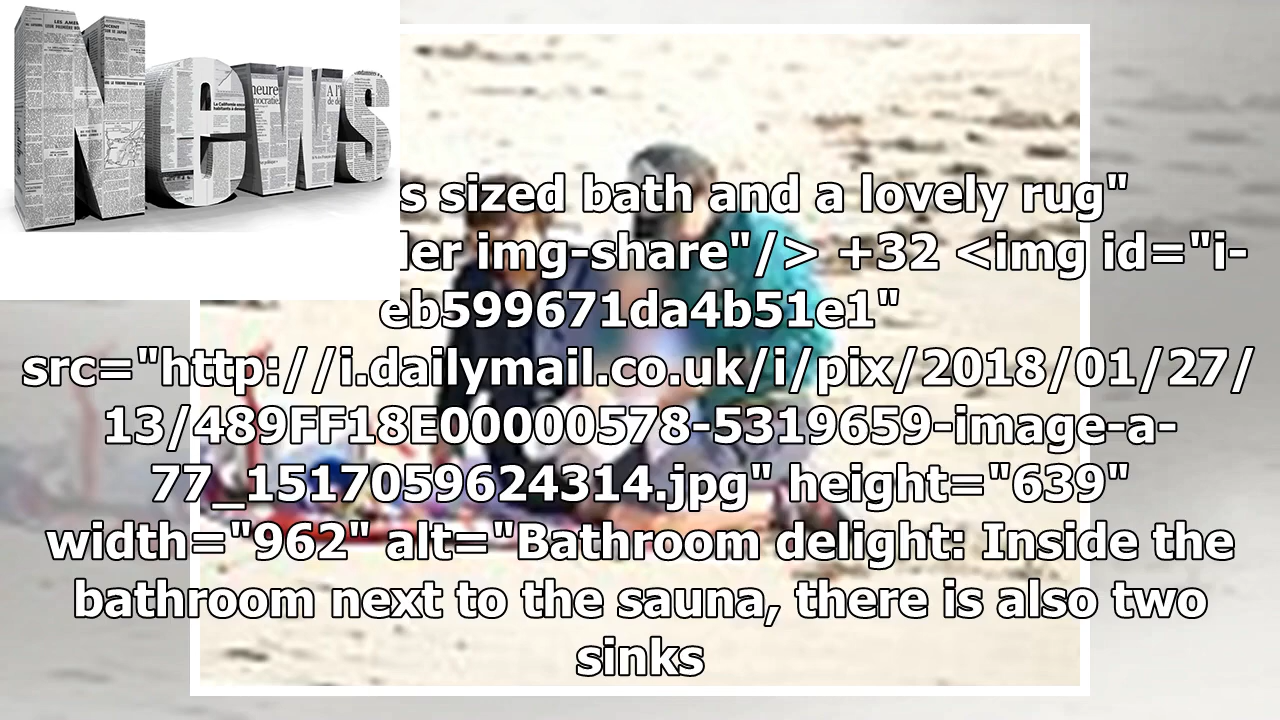 News
s sized bath and a lovely rug"
ler img-share"/> +32 <img id="i-
eb599671da4b51e1"
src="http://i.dailymail.co.uk/i/pix/2018/01/27/
13/489FF18E00000578-5319659-image-a-
77_1517059624314.jpg" height="639"
width="962" alt="Bathroom delight: Inside the
bathroom next to the sauna, there is also two
sinks